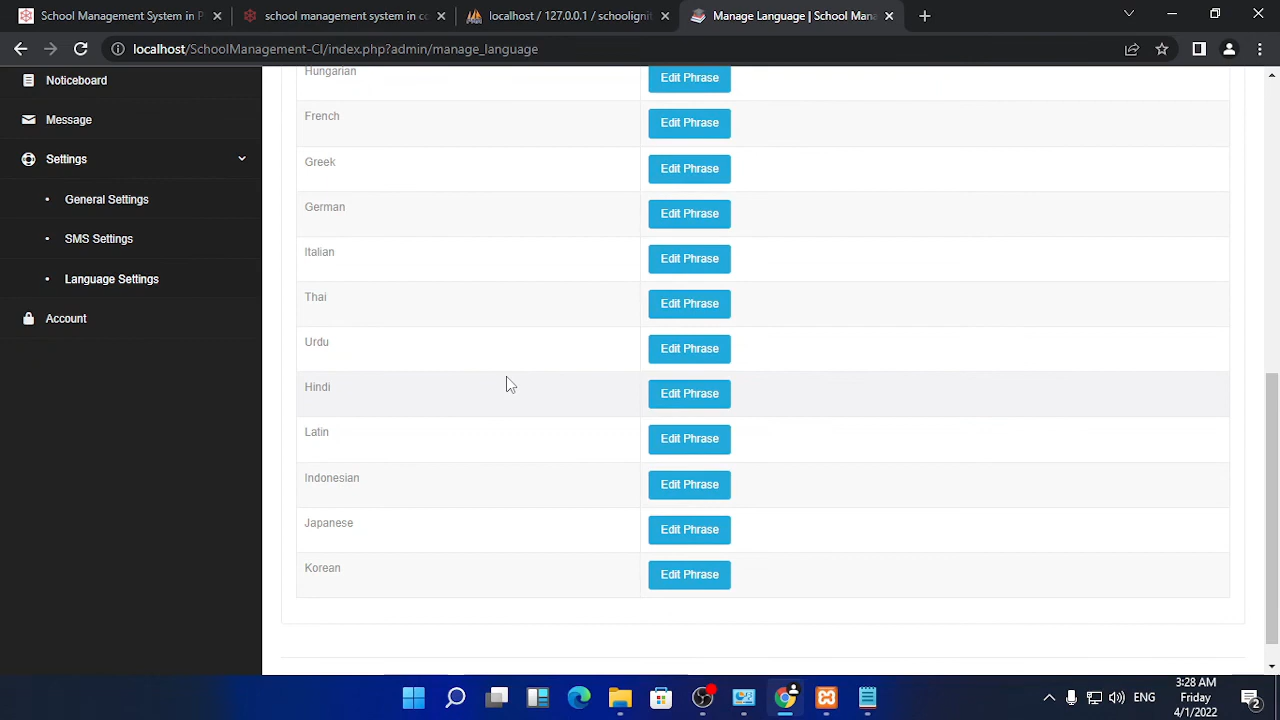 School Management System
school management system in co
localhost / 127.0.0.1 / schoolignit
Manage Language | School Mana
localhost/SchoolManagement-CI/index.php?admin/manage_language
Noticeboard
Message
Settings
General Settings
SMS Settings
Language Settings
Account
Hungarian Edit Phrase
French Edit Phrase
Greek Edit Phrase
German Edit Phrase
Italian Edit Phrase
Thai Edit Phrase
Urdu Edit Phrase
Hindi Edit Phrase
Latin Edit Phrase
Indonesian Edit Phrase
Japanese Edit Phrase
Korean Edit Phrase
ENG
3:28 AM
Friday
4/1/2022
2